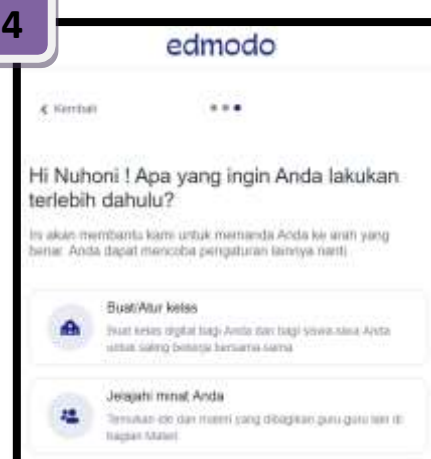 4
edmodo
Kembali
Hi Nuhoni ! Apa yang ingin Anda lakukan
terlebih dahulu?
Ini akan membantu kami untuk memandu Anda ke arah yang
benar. Anda dapat mencoba pengaturan lainnya nanti
Buat/Atur kelas
Buat kelas digital bagi Anda dan bagi siswa-siswa Anda
untuk saling bekerja bersama-sama
Jelajahi minat Anda
Temukan ide dan materi yang dibagikan guru-guru lain di
bagian Materi